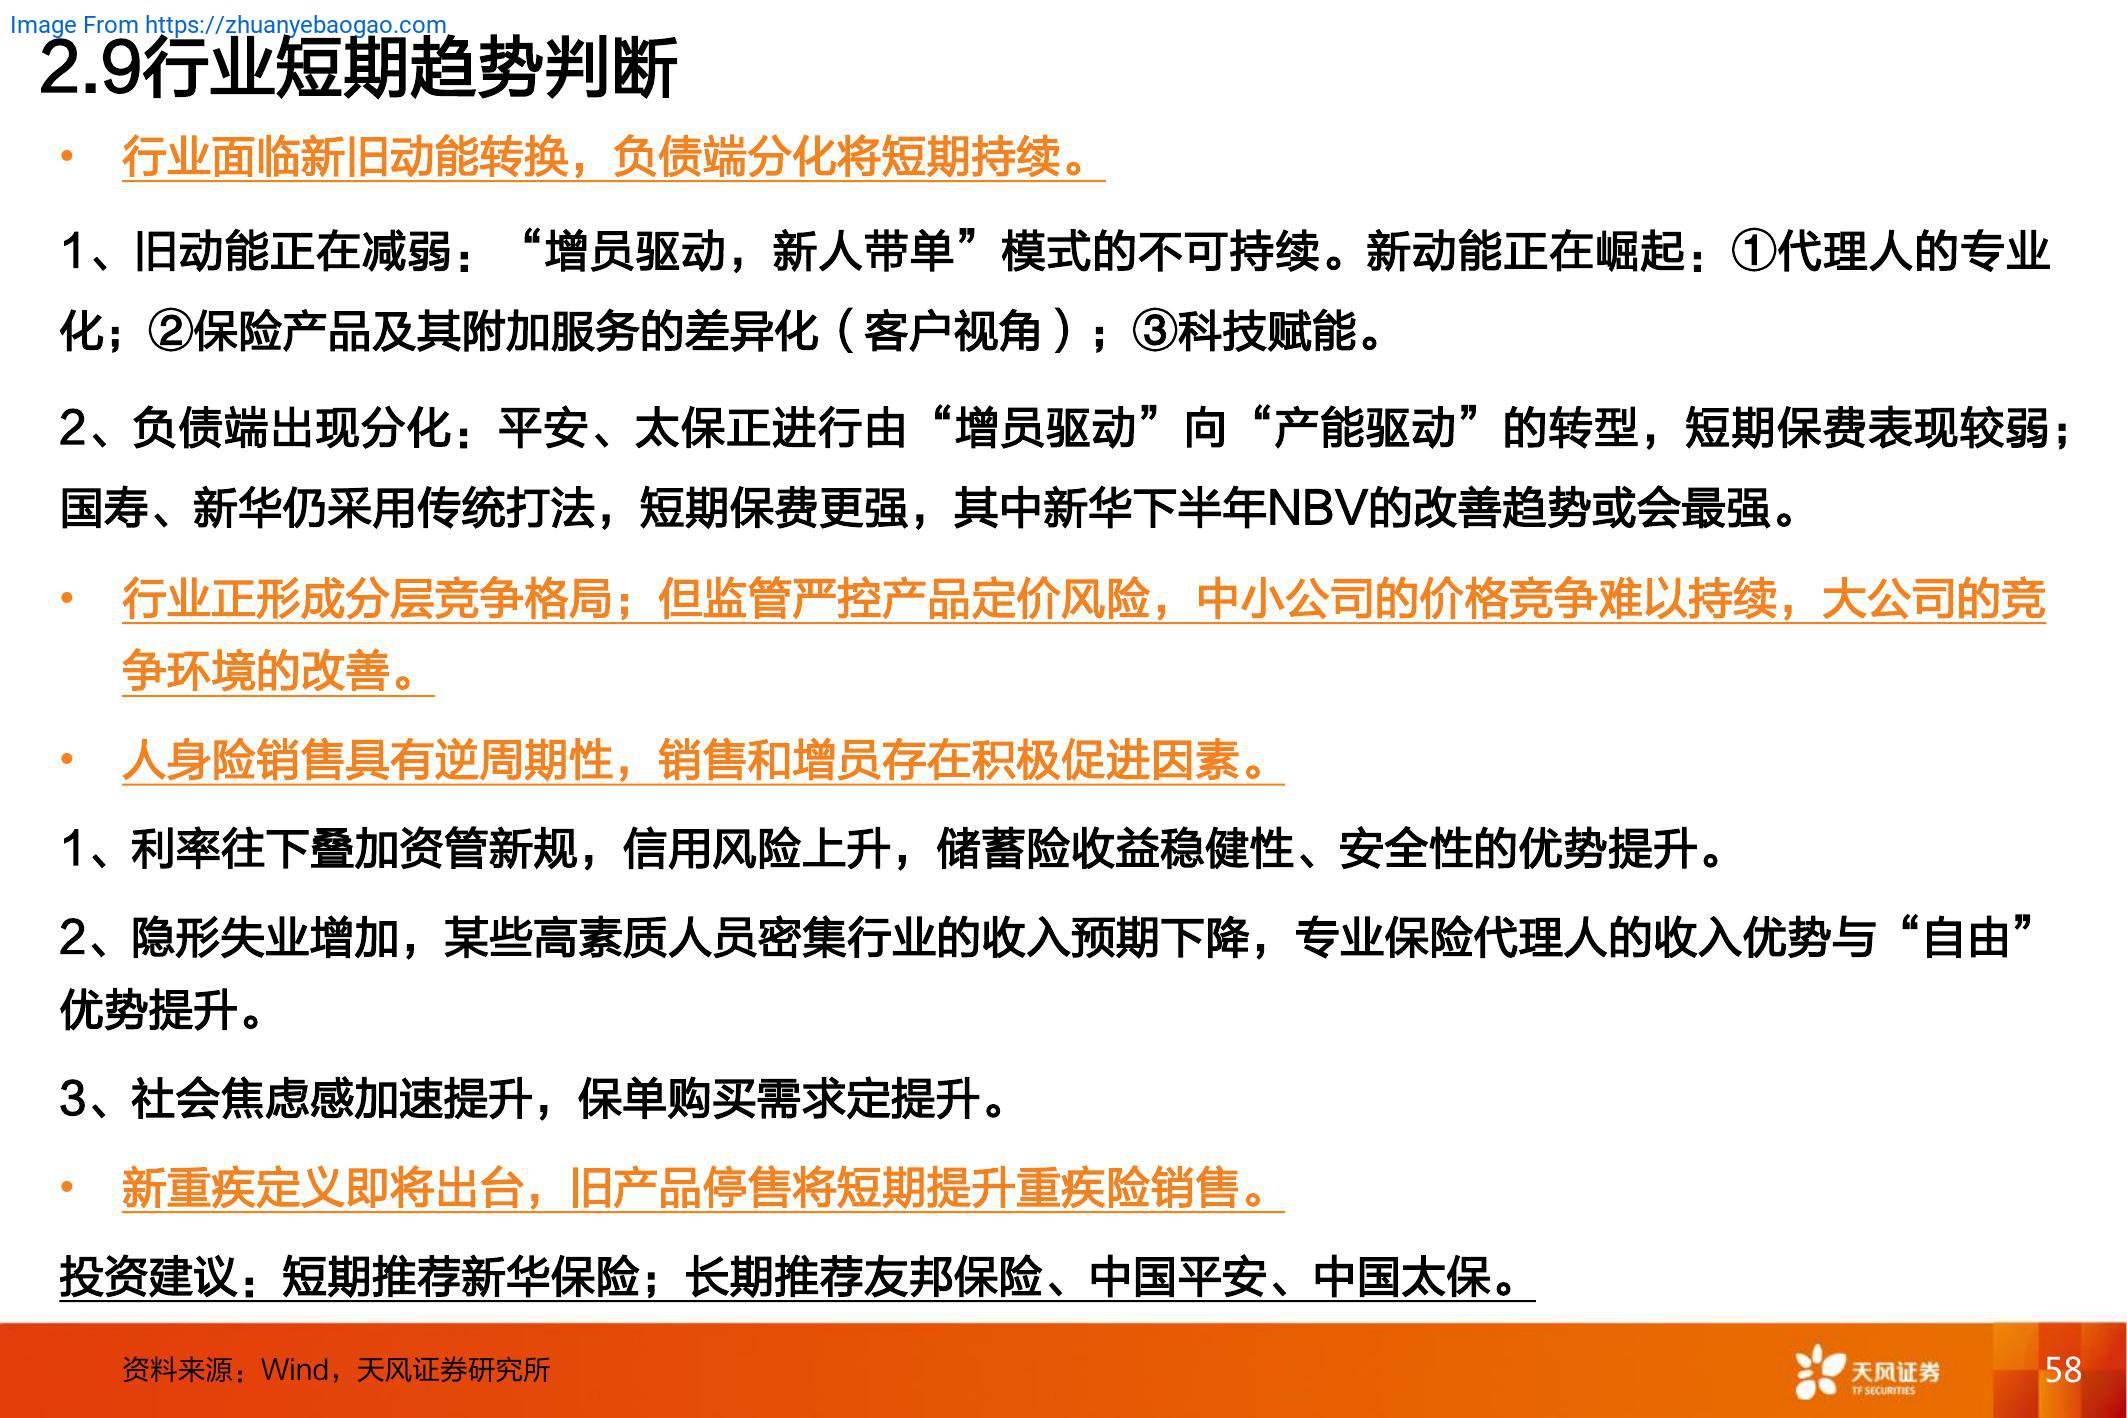 Image From https://zhuanyebaogao.com
2.9行业短期趋势判断
• 行业面临新旧动能转换，负债端分化将短期持续。
1、旧动能正在减弱：“增员驱动，新人带单”模式的不可持续。新动能正在崛起：①代理人的专业
化；②保险产品及其附加服务的差异化（客户视角）；③科技赋能。
2、负债端出现分化：平安、太保正进行由“增员驱动”向“产能驱动”的转型，短期保费表现较弱；
国寿、新华仍采用传统打法，短期保费更强，其中新华下半年NBV的改善趋势或会最强。
• 行业正形成分层竞争格局；但监管严控产品定价风险，中小公司的价格竞争难以持续，大公司的竞
争环境的改善。
• 人身险销售具有逆周期性，销售和增员存在积极促进因素。
1、利率往下叠加资管新规，信用风险上升，储蓄险收益稳健性、安全性的优势提升。
2、隐形失业增加，某些高素质人员密集行业的收入预期下降，专业保险代理人的收入优势与“自由”
优势提升。
3、社会焦虑感加速提升，保单购买需求定提升。
• 新重疾定义即将出台，旧产品停售将短期提升重疾险销售。
投资建议：短期推荐新华保险；长期推荐友邦保险、中国平安、中国太保。
资料来源：Wind，天风证券研究所
天风证券
TF SECURITIES
58